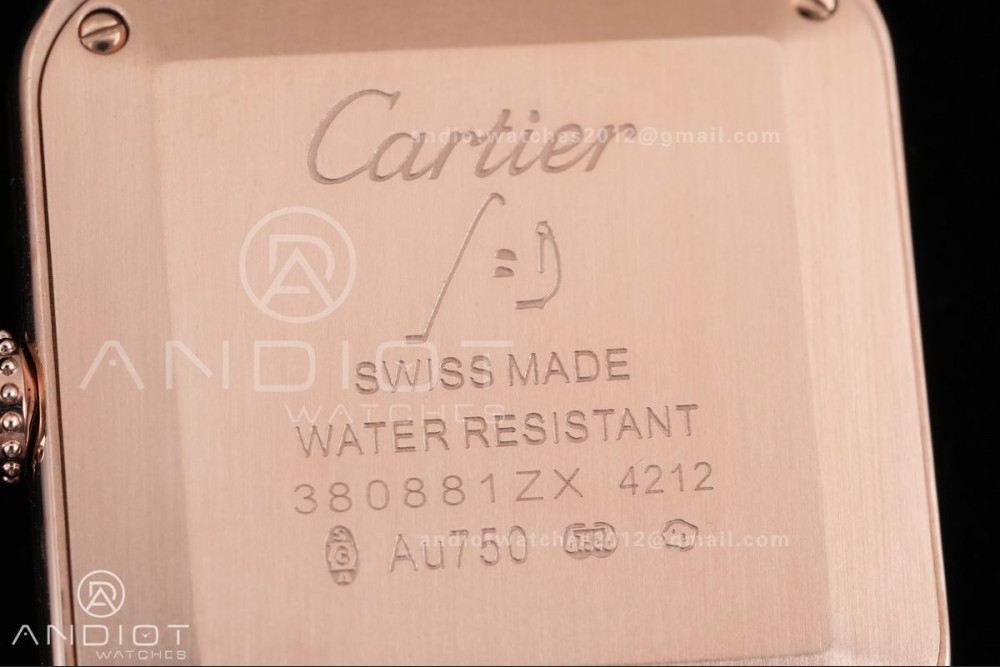 Cartier
andiotwatches2012@gmail.com
ANDIOT
WATCHES
SWISS MADE
WATER RESISTANT
380881ZX 4212
Au750
andiotwatches2012@gmail.com
ANDIOT
WATCHES